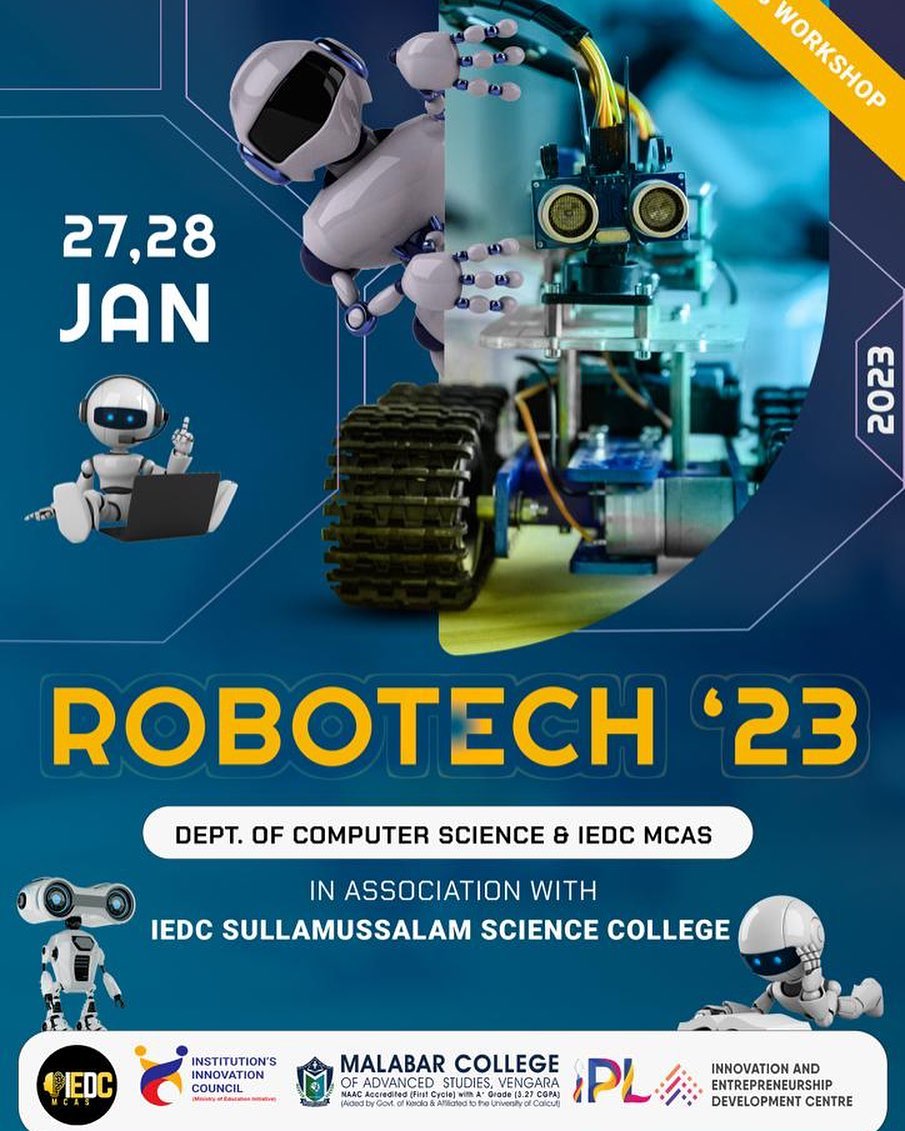 WORKSHOP
27,28
JAN
2023
ROBOTECH ‘23
DEPT. OF COMPUTER SCIENCE & IEDC MCAS
IN ASSOCIATION WITH
IEDC SULLAMUSSALAM SCIENCE COLLEGE
IEDC
MCAS
INSTITUTION'S
INNOVATION
COUNCIL
(Ministry of Education Initiative)
MALABAR COLLEGE
OF ADVANCED STUDIES, VENGARA
NAAC Accredited (First Cycle) with A+ Grade (3.27 CGPA)
(Aided by Govt. of Kerala & Affiliated to the University of Calicut)
IPL
INNOVATION AND
ENTREPRENEURSHIP
DEVELOPMENT CENTRE